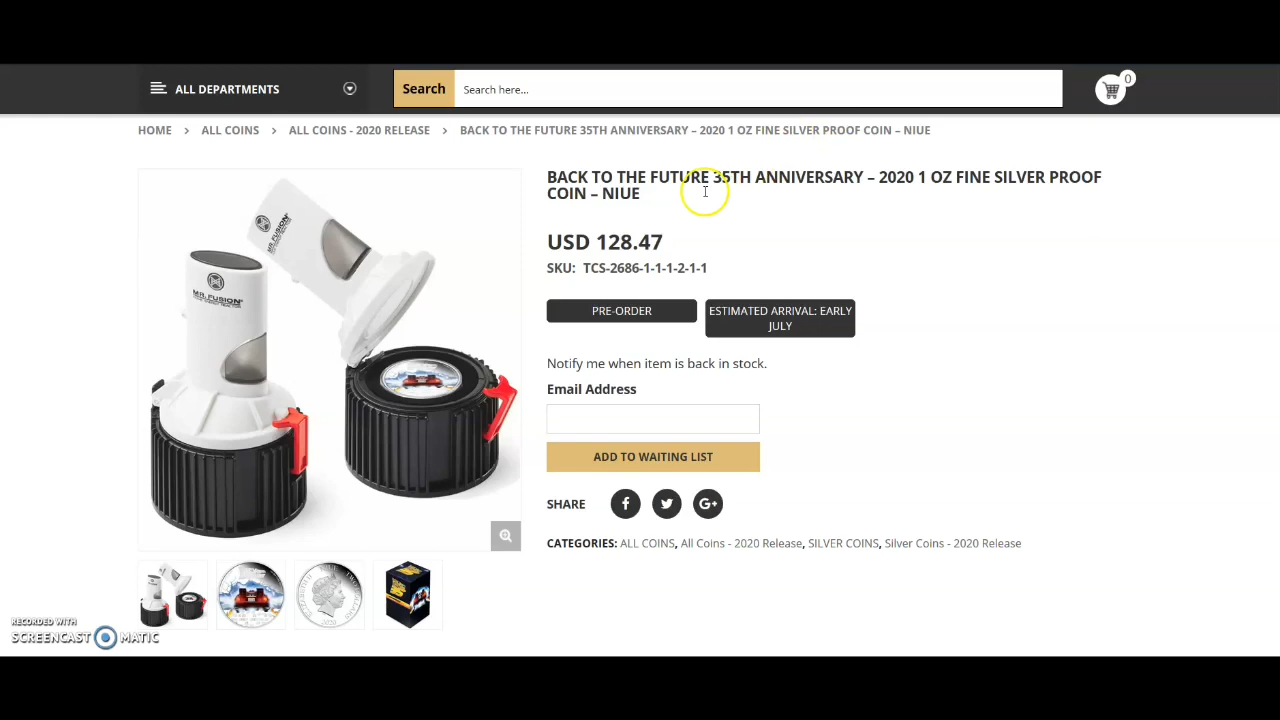 ALL DEPARTMENTS
Search
Search here...
0
HOME > ALL COINS > ALL COINS - 2020 RELEASE > BACK TO THE FUTURE 35TH ANNIVERSARY – 2020 1 OZ FINE SILVER PROOF COIN – NIUE
BACK TO THE FUTURE 35TH ANNIVERSARY – 2020 1 OZ FINE SILVER PROOF
COIN – NIUE
USD 128.47
SKU: TCS-2686-1-1-1-2-1-1
PRE-ORDER
ESTIMATED ARRIVAL: EARLY
JULY
Notify me when item is back in stock.
Email Address
ADD TO WAITING LIST
SHARE
CATEGORIES: ALL COINS, All Coins - 2020 Release, SILVER COINS, Silver Coins - 2020 Release
MR. FUSION
MR. FUSION
2020
RECORDED WITH
SCREENCAST MATIC